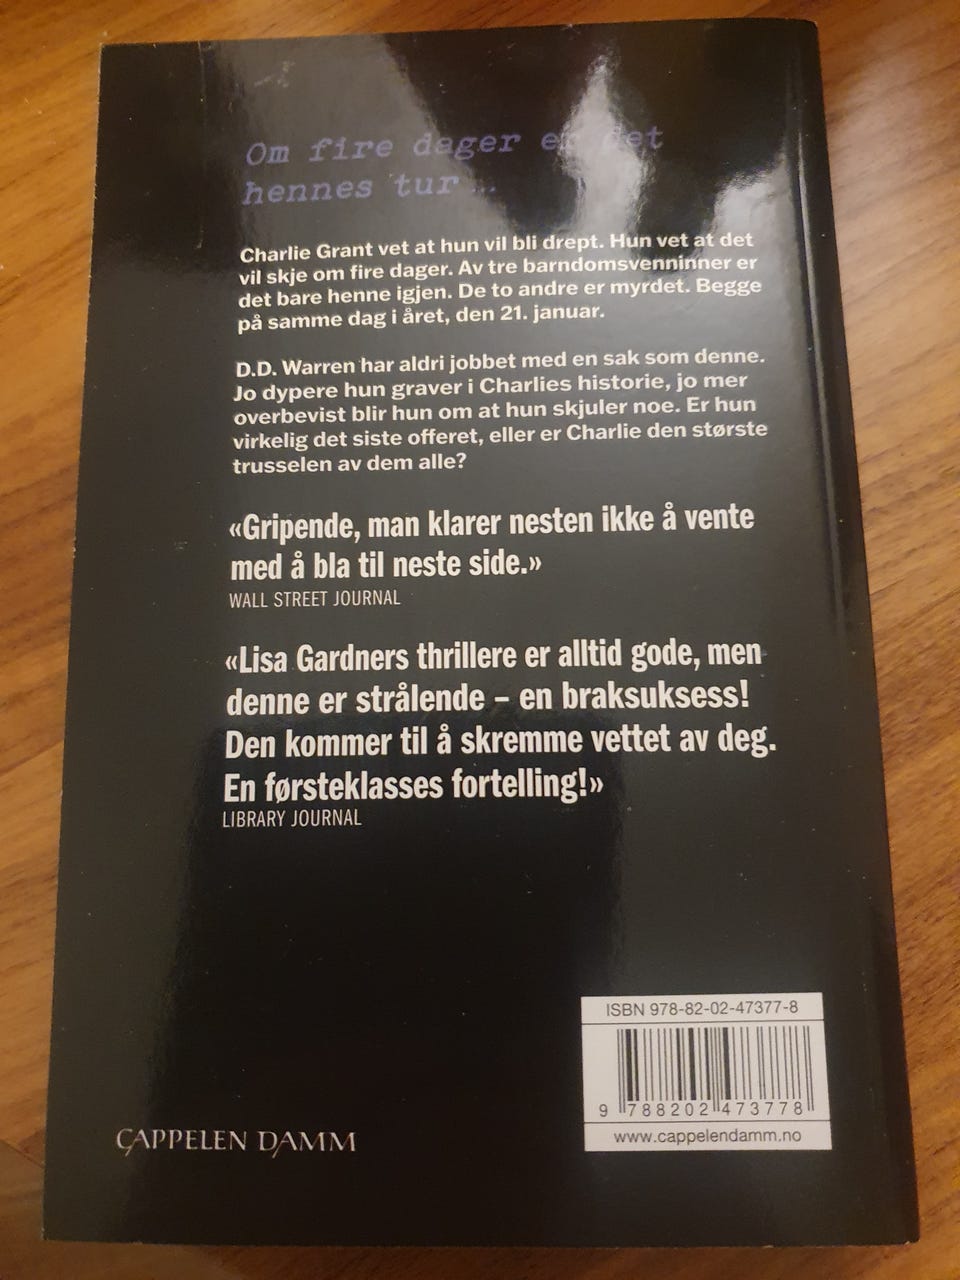 Om fire dager er det
hennes tur...
Charlie Grant vet at hun vil bli drept. Hun vet at det
vil skje om fire dager. Av tre barndomsvenninner er
det bare henne igjen. De to andre er myrdet. Begge
på samme dag i året, den 21. januar.
D.D. Warren har aldri jobbet med en sak som denne.
Jo dypere hun graver i Charlies historie, jo mer
overbevist blir hun om at hun skjuler noe. Er hun
virkelig det siste offeret, eller er Charlie den største
trusselen av dem alle?
«Gripende, man klarer nesten ikke å vente
med å bla til neste side.»
WALL STREET JOURNAL
«Lisa Gardners thrillere er alltid gode, men
denne er strålende – en braksuksess!
Den kommer til å skremme vettet av deg.
En førsteklasses fortelling!»
LIBRARY JOURNAL
ISBN 978-82-02-47377-8
9 788202 473778
www.cappelendamm.no
CAPPELEN DAMM